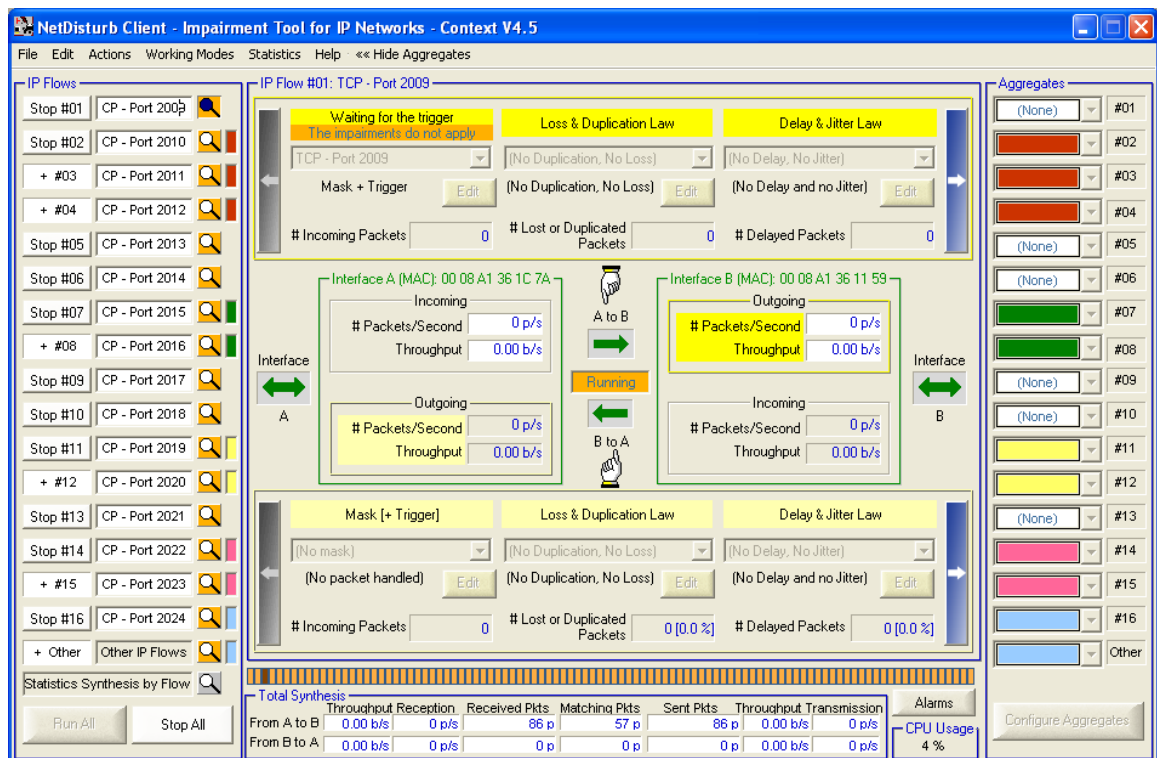 NetDisturb Client - Impairment Tool for IP Networks - Context V4.5
File Edit Actions Working Modes Statistics Help «« Hide Aggregates
IP Flows
Stop #01 CP - Port 2009
Stop #02 CP - Port 2010
+ #03 CP - Port 2011
+ #04 CP - Port 2012
Stop #05 CP - Port 2013
Stop #06 CP - Port 2014
Stop #07 CP - Port 2015
+ #08 CP - Port 2016
Stop #09 CP - Port 2017
Stop #10 CP - Port 2018
Stop #11 CP - Port 2019
+ #12 CP - Port 2020
Stop #13 CP - Port 2021
Stop #14 CP - Port 2022
+ #15 CP - Port 2023
Stop #16 CP - Port 2024
+ Other Other IP Flows
Statistics Synthesis by Flow
Run All Stop All
IP Flow #01: TCP - Port 2009
Waiting for the trigger
The impairments do not apply
Loss & Duplication Law
Delay & Jitter Law
TCP - Port 2009 (No Duplication, No Loss) (No Delay, No Jitter)
Mask + Trigger Edit (No Duplication, No Loss) Edit (No Delay and no Jitter) Edit
# Incoming Packets 0 # Lost or Duplicated
Packets 0 # Delayed Packets 0
Interface A (MAC): 00 08 A1 36 1C 7A
Incoming
# Packets/Second 0 p/s
Throughput 0.00 b/s
Outgoing
# Packets/Second 0 p/s
Throughput 0.00 b/s
Interface
A
A to B
Running
B to A
Interface B (MAC): 00 08 A1 36 11 59
Outgoing
# Packets/Second 0 p/s
Throughput 0.00 b/s
Incoming
# Packets/Second 0 p/s
Throughput 0.00 b/s
Interface
B
Mask [+ Trigger] Loss & Duplication Law Delay & Jitter Law
(No mask) (No Duplication, No Loss) (No Delay, No Jitter)
(No packet handled) Edit (No Duplication, No Loss) Edit (No Delay and no Jitter) Edit
# Incoming Packets 0 # Lost or Duplicated
Packets 0 [0.0 %] # Delayed Packets 0 [0.0 %]
Total Synthesis
Throughput Reception Received Pkts Matching Pkts Sent Pkts Throughput Transmission
From A to B 0.00 b/s 0 p/s 86 p 57 p 86 p 0.00 b/s 0 p/s
From B to A 0.00 b/s 0 p/s 0 p 0 p 0 p 0.00 b/s 0 p/s
Alarms
CPU Usage
4 %
Aggregates
(None) #01
#02
#03
#04
(None) #05
(None) #06
#07
#08
(None) #09
(None) #10
#11
#12
(None) #13
#14
#15
#16
Other
Configure Aggregates